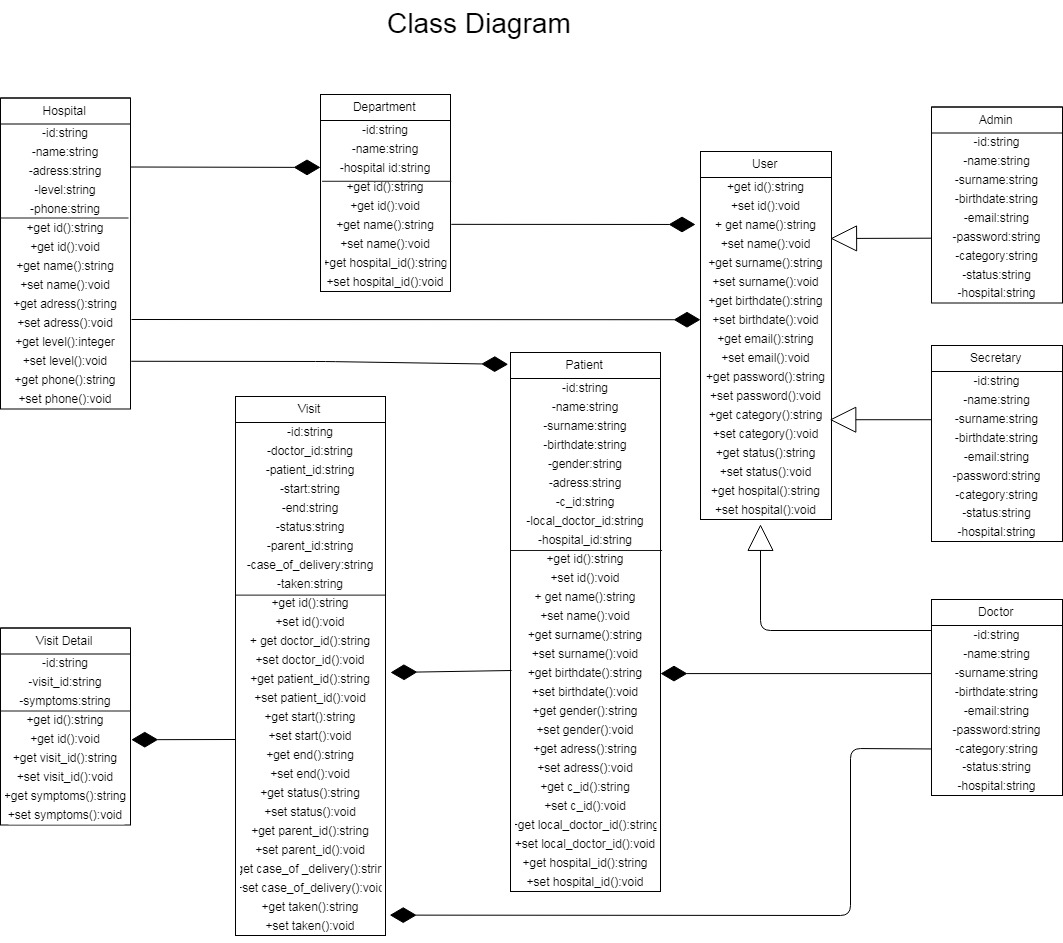 Class Diagram
Hospital
-id:string
-name:string
-adress:string
-level:string
-phone:string
+get id():string
+get id():void
+get name():string
+set name():void
+get adress():string
+set adress():void
+get level():integer
+set level():void
+get phone():string
+set phone():void
Department
-id:string
-name:string
-hospital id:string
+get id():string
+get id():void
+get name():string
+set name():void
+get hospital_id():string
+set hospital_id():void
User
+get id():string
+set id():void
+ get name():string
+set name():void
+get surname():string
+set surname():void
+get birthdate():string
+set birthdate():void
+get email():string
+set email():void
+get password():string
+set password():void
+get category():string
+set category():void
+get status():string
+set status():void
+get hospital():string
+set hospital():void
Admin
-id:string
-name:string
-surname:string
-birthdate:string
-email:string
-password:string
-category:string
-status:string
-hospital:string
Secretary
-id:string
-name:string
-surname:string
-birthdate:string
-email:string
-password:string
-category:string
-status:string
-hospital:string
Patient
-id:string
-name:string
-surname:string
-birthdate:string
-gender:string
-adress:string
-c_id:string
-local_doctor_id:string
-hospital_id:string
+get id():string
+set id():void
+ get name():string
+set name():void
+get surname():string
+set surname():void
+get birthdate():string
+set birthdate():void
+get gender():string
+set gender():void
+get adress():string
+set adress():void
+get c_id():string
+set c_id():void
-get local_doctor_id():string
+set local_doctor_id():void
+get hospital_id():string
+set hospital_id():void
Visit
-id:string
-doctor_id:string
-patient_id:string
-start:string
-end:string
-status:string
-parent_id:string
-case_of_delivery:string
-taken:string
+get id():string
+set id():void
+ get doctor_id():string
+set doctor_id():void
+get patient_id():string
+set patient_id():void
+get start():string
+set start():void
+get end():string
+set end():void
+get status():string
+set status():void
+get parent_id():string
+set parent_id():void
get case_of _delivery():strin
-set case_of_delivery():void
+get taken():string
+set taken():void
Visit Detail
-id:string
-visit_id:string
-symptoms:string
+get id():string
+get id():void
+get visit_id():string
+set visit_id():void
+get symptoms():string
+set symptoms():void
Doctor
-id:string
-name:string
-surname:string
-birthdate:string
-email:string
-password:string
-category:string
-status:string
-hospital:string